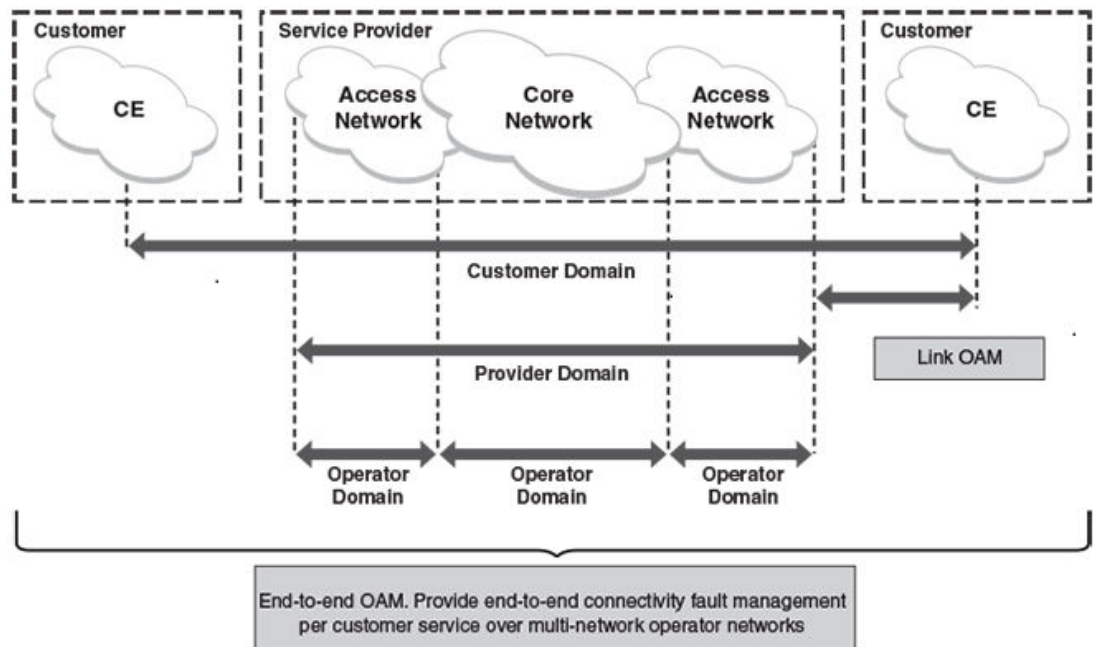 Customer
Service Provider
Customer
CE
Access
Network
Core
Network
Access
Network
CE
Customer Domain
Link OAM
Provider Domain
Operator
Domain
Operator
Domain
Operator
Domain
End-to-end OAM. Provide end-to-end connectivity fault management
per customer service over multi-network operator networks